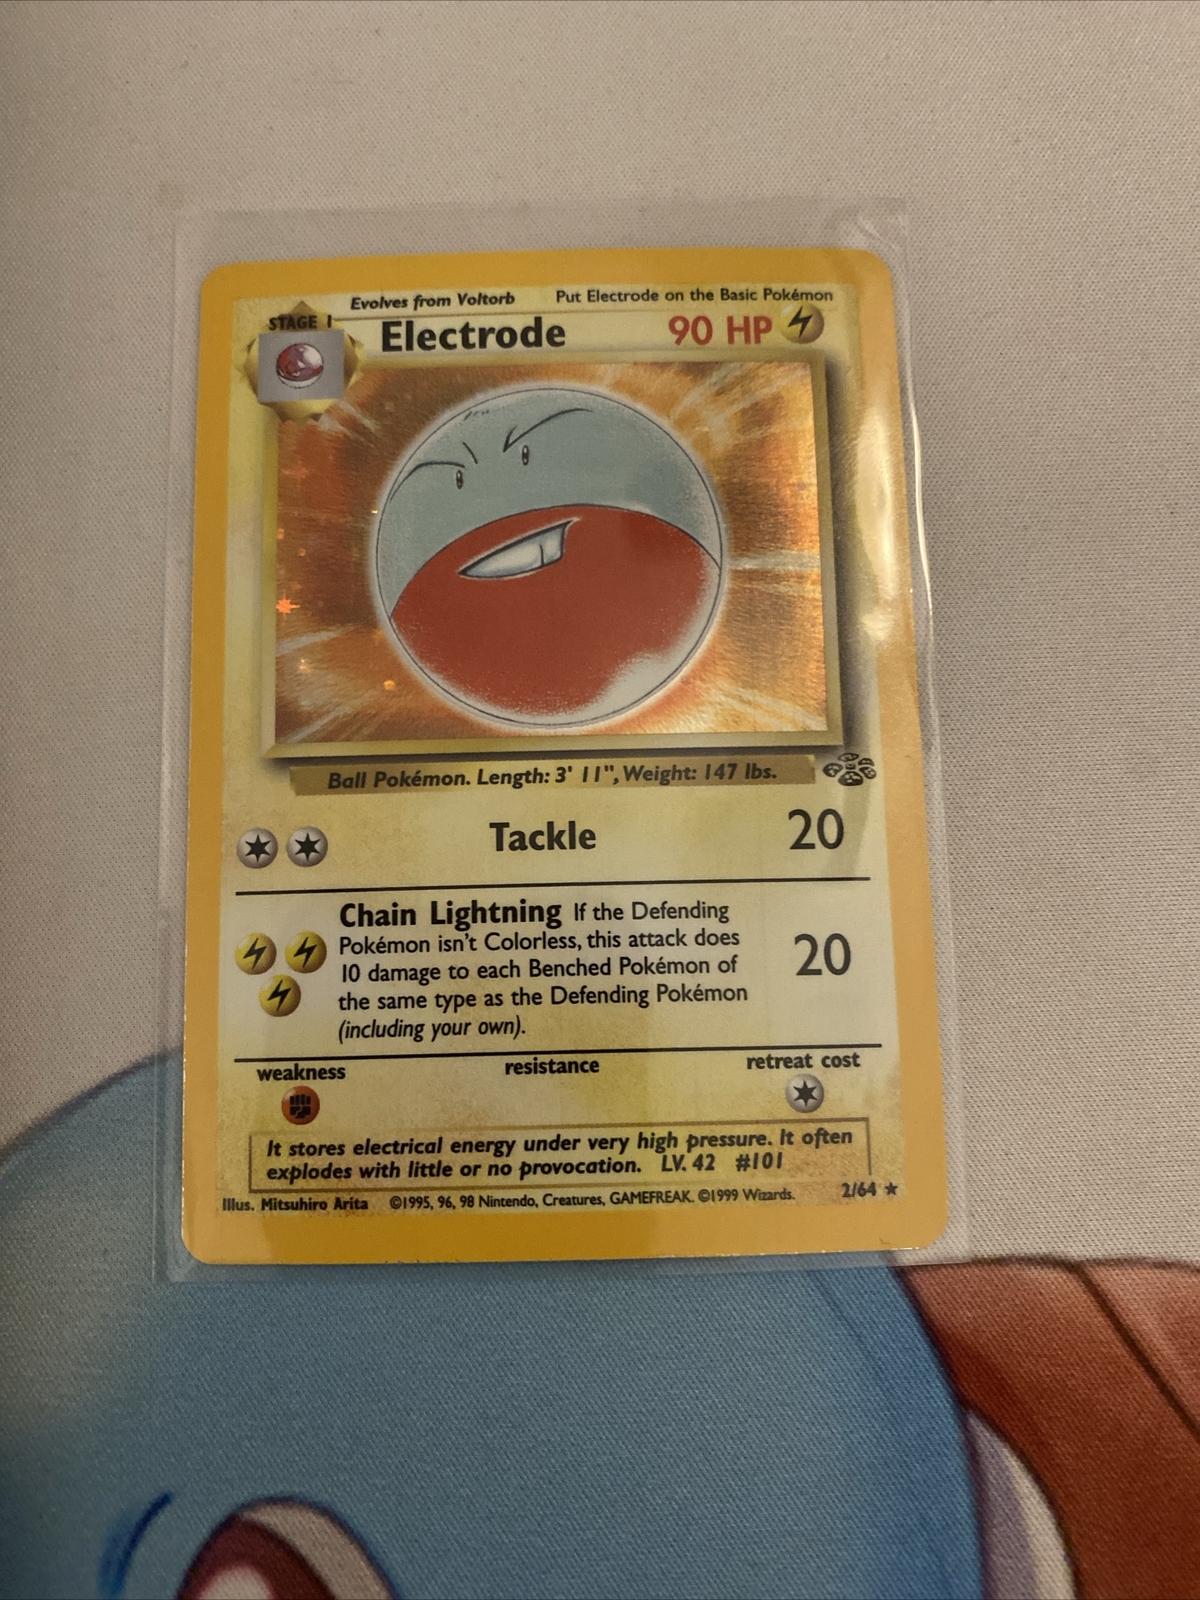 Evolves from Voltorb Put Electrode on the Basic Pokémon
STAGE 1
Electrode 90 HP
Ball Pokémon. Length: 3' 11", Weight: 147 lbs.
Tackle 20
Chain Lightning If the Defending
Pokémon isn't Colorless, this attack does
10 damage to each Benched Pokémon of
the same type as the Defending Pokémon
(including your own).
20
weakness resistance retreat cost
It stores electrical energy under very high pressure. It often
explodes with little or no provocation. LV. 42 #101
Illus. Mitsuhiro Arita ©1995, 96, 98 Nintendo, Creatures, GAMEFREAK. ©1999 Wizards. 2/64 ★